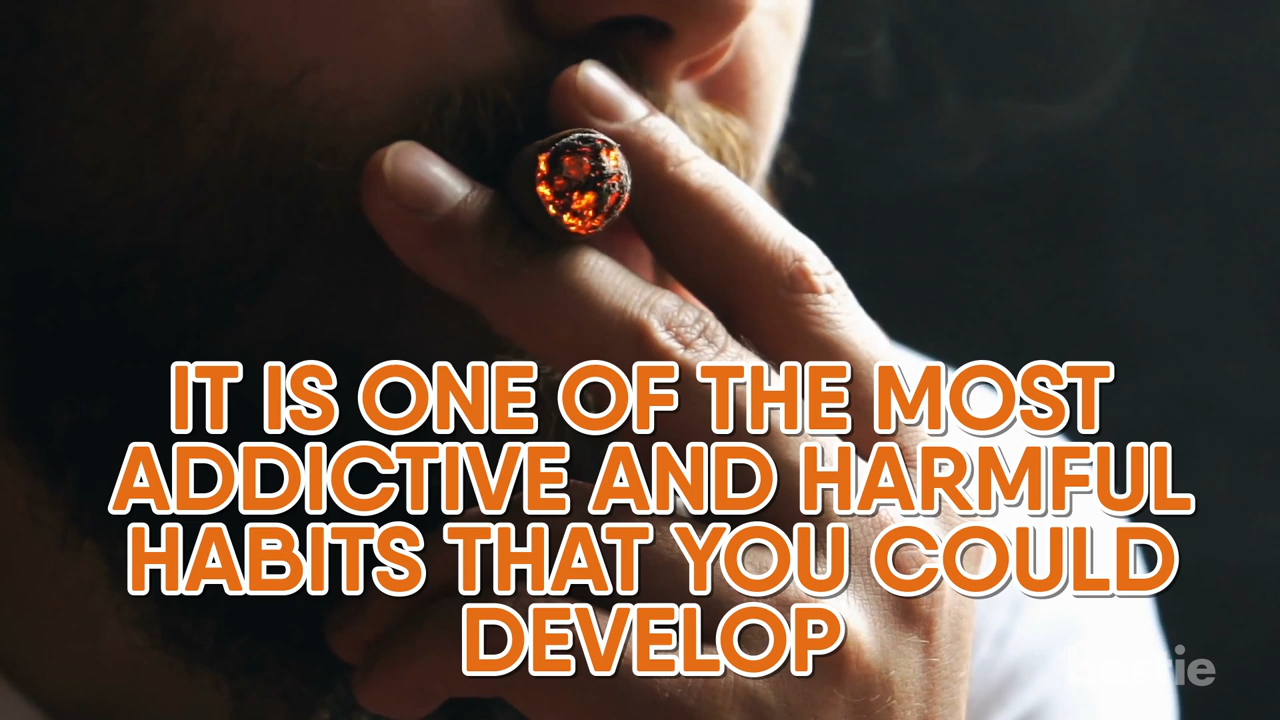 IT IS ONE OF THE MOST
ADDICTIVE AND HARMFUL
HABITS THAT YOU COULD
DEVELOP